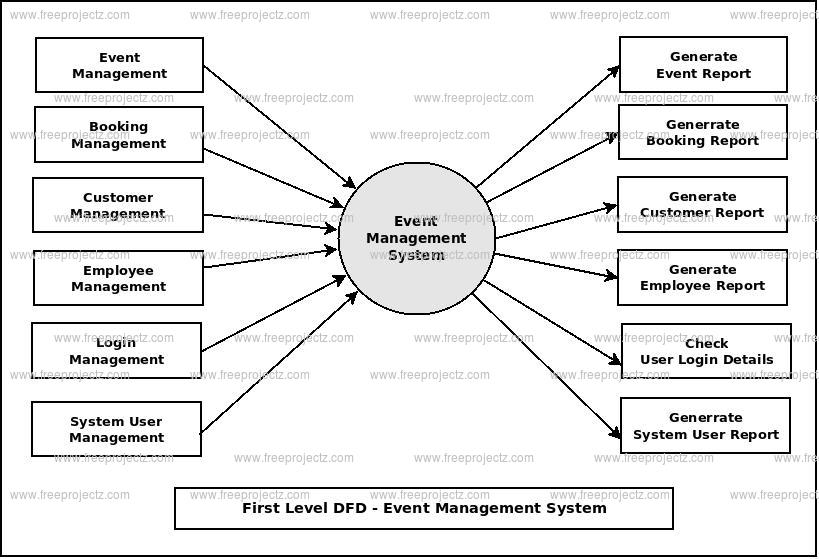 Event
Management
Booking
Management
Customer
Management
Employee
Management
Login
Management
System User
Management
Event
Management
System
Generate
Event Report
Generrate
Booking Report
Generate
Customer Report
Generate
Employee Report
Check
User Login Details
Generrate
System User Report
First Level DFD - Event Management System
www.freeprojectz.com